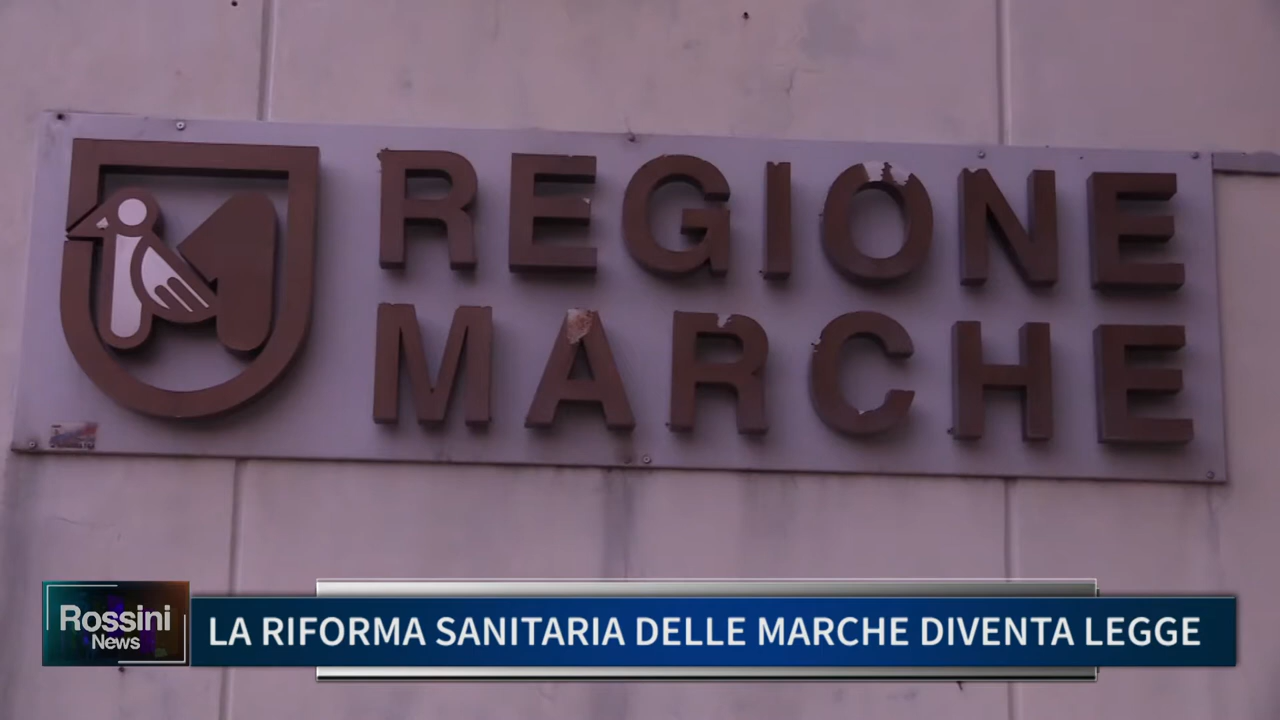 REGIONE
MARCHE
Rossini
News
LA RIFORMA SANITARIA DELLE MARCHE DIVENTA LEGGE